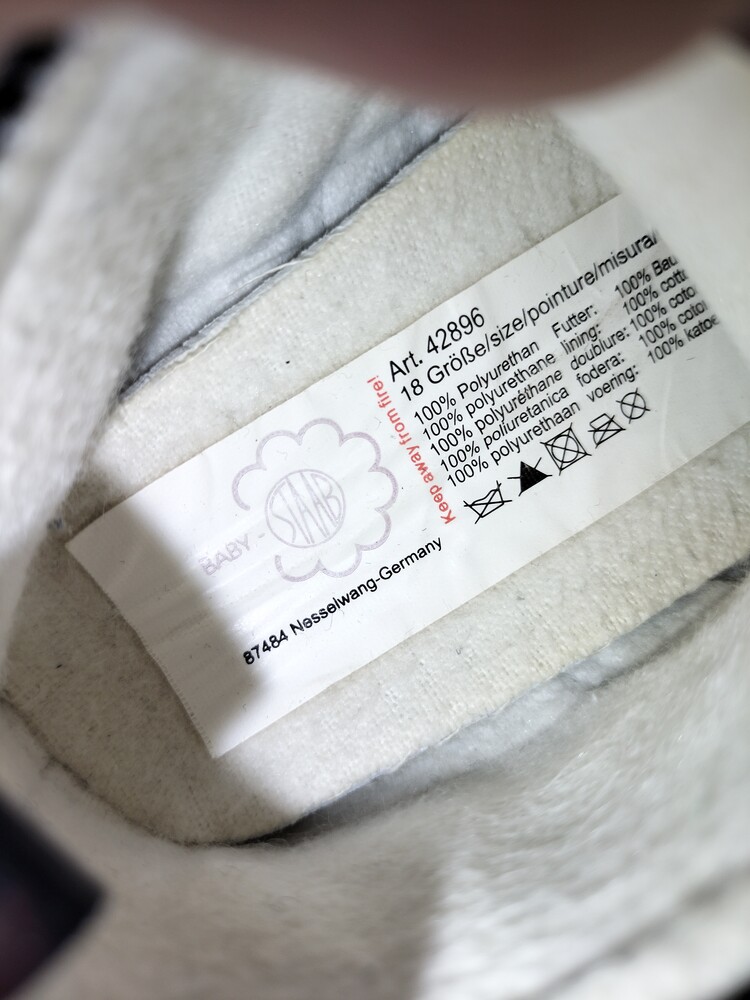 BABY - STAAB
87484 Nesselwang-Germany
Keep away from fire!
Art. 42896
18 Größe/size/pointure/misura/
100% Polyurethan Futter: 100% Bau
100% polyurethane lining: 100% cotto
100% polyuréthane doublure: 100% coto
100% poliuretanica fodera: 100% coton
100% polyurethaan voering: 100% katoe